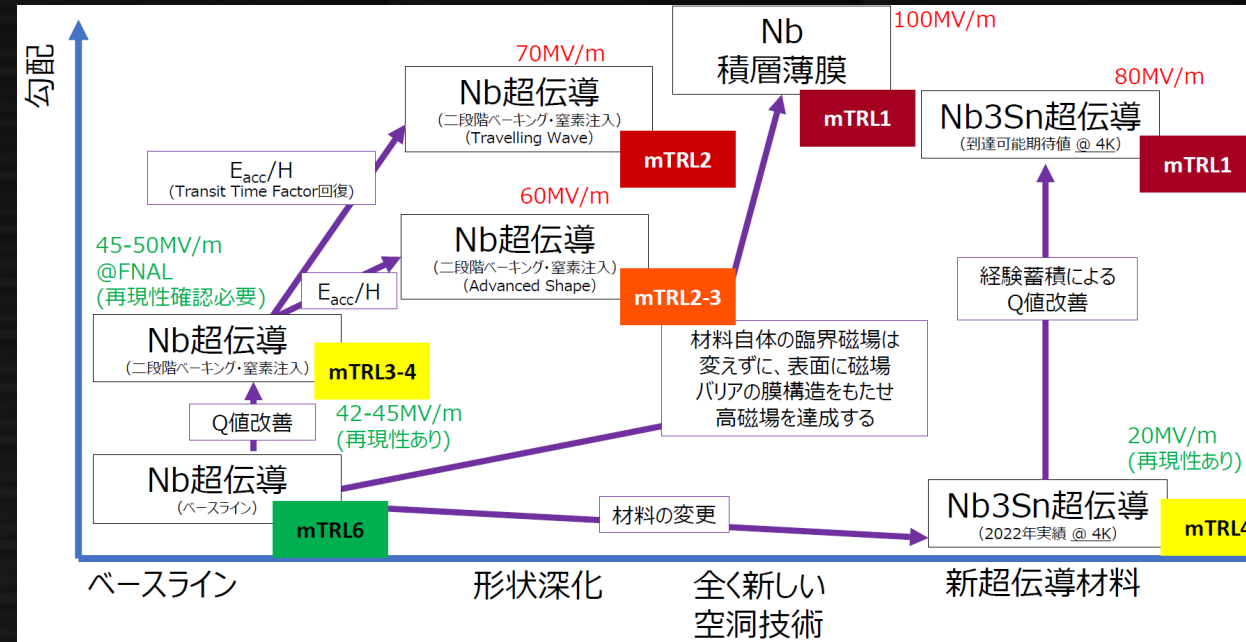 勾配
Nb
積層薄膜
100MV/m
mTRL1
70MV/m
Nb超伝導
(二段階ベーキング・窒素注入)
(Travelling Wave)
mTRL2
80MV/m
Nb3Sn超伝導
(到達可能期待値 @ 4K)
mTRL1
Eacc/H
(Transit Time Factor回復)
60MV/m
Nb超伝導
(二段階ベーキング・窒素注入)
(Advanced Shape)
mTRL2-3
45-50MV/m
@FNAL
(再現性確認必要)
Eacc/H
経験蓄積による
Q値改善
Nb超伝導
(二段階ベーキング・窒素注入)
mTRL3-4
材料自体の臨界磁場は
変えずに、表面に磁場
バリアの膜構造をもたせ
高磁場を達成する
Q値改善
42-45MV/m
(再現性あり)
20MV/m
(再現性あり)
Nb超伝導
(ベースライン)
mTRL6
材料の変更
Nb3Sn超伝導
(2022年実績 @ 4K)
mTRL4
ベースライン
形状深化
全く新しい
空洞技術
新超伝導材料